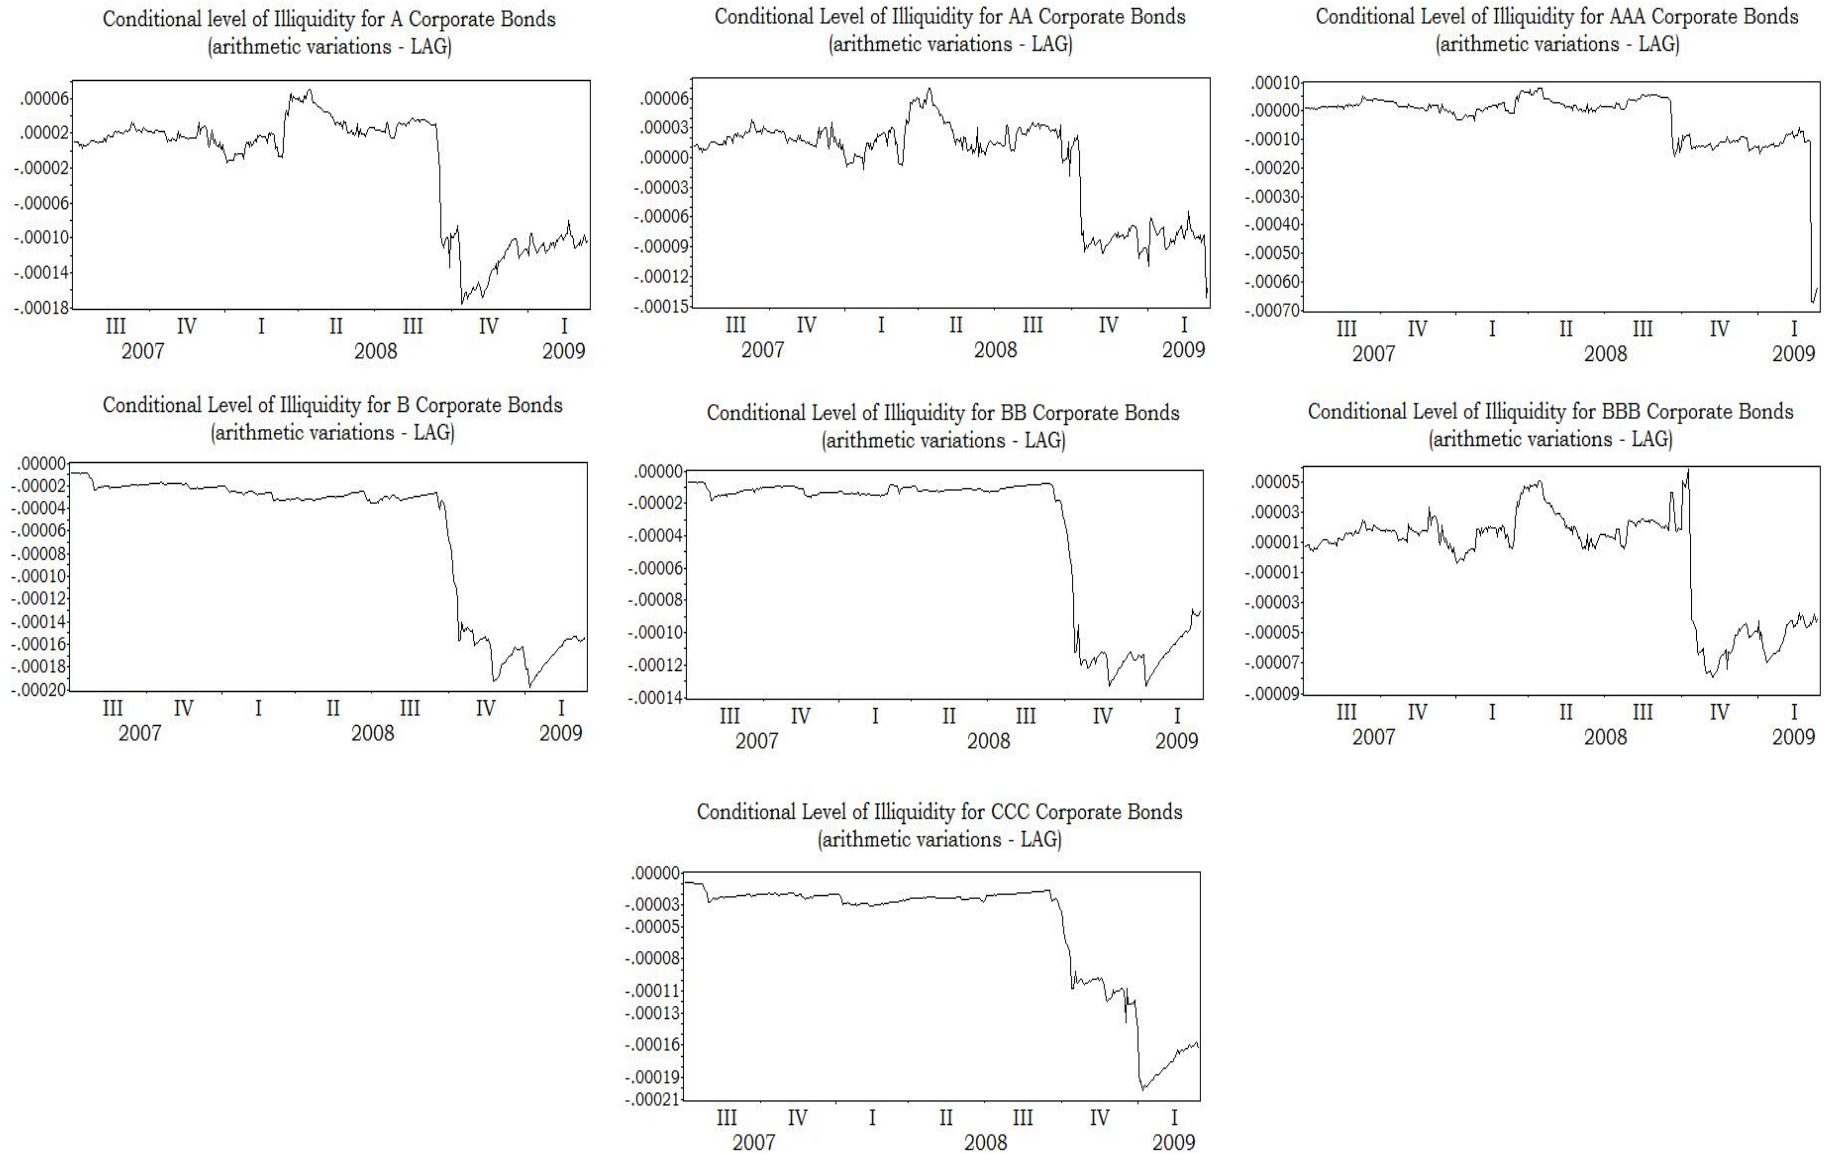 Conditional level of Illiquidity for A Corporate Bonds
(arithmetic variations - LAG)
.00006
.00002
-.00002
-.00006
-.00010
-.00014
-.00018
III IV I II III IV I
2007 2008 2009
Conditional Level of Illiquidity for AA Corporate Bonds
(arithmetic variations - LAG)
.00006
.00003
.00000
-.00003
-.00006
-.00009
-.00012
-.00015
III IV I II III IV I
2007 2008 2009
Conditional Level of Illiquidity for AAA Corporate Bonds
(arithmetic variations - LAG)
.00010
.00000
-.00010
-.00020
-.00030
-.00040
-.00050
-.00060
-.00070
III IV I II III IV I
2007 2008 2009
Conditional Level of Illiquidity for B Corporate Bonds
(arithmetic variations - LAG)
.00000
-.00002
-.00004
-.00006
-.00008
-.00010
-.00012
-.00014
-.00016
-.00018
-.00020
III IV I II III IV I
2007 2008 2009
Conditional Level of Illiquidity for BB Corporate Bonds
(arithmetic variations - LAG)
.00000
-.00002
-.00004
-.00006
-.00008
-.00010
-.00012
-.00014
III IV I II III IV I
2007 2008 2009
Conditional Level of Illiquidity for BBB Corporate Bonds
(arithmetic variations - LAG)
.00005
.00003
.00001
-.00001
-.00003
-.00005
-.00007
-.00009
III IV I II III IV I
2007 2008 2009
Conditional Level of Illiquidity for CCC Corporate Bonds
(arithmetic variations - LAG)
.00000
-.00003
-.00005
-.00008
-.00011
-.00013
-.00016
-.00019
-.00021
III IV I II III IV I
2007 2008 2009